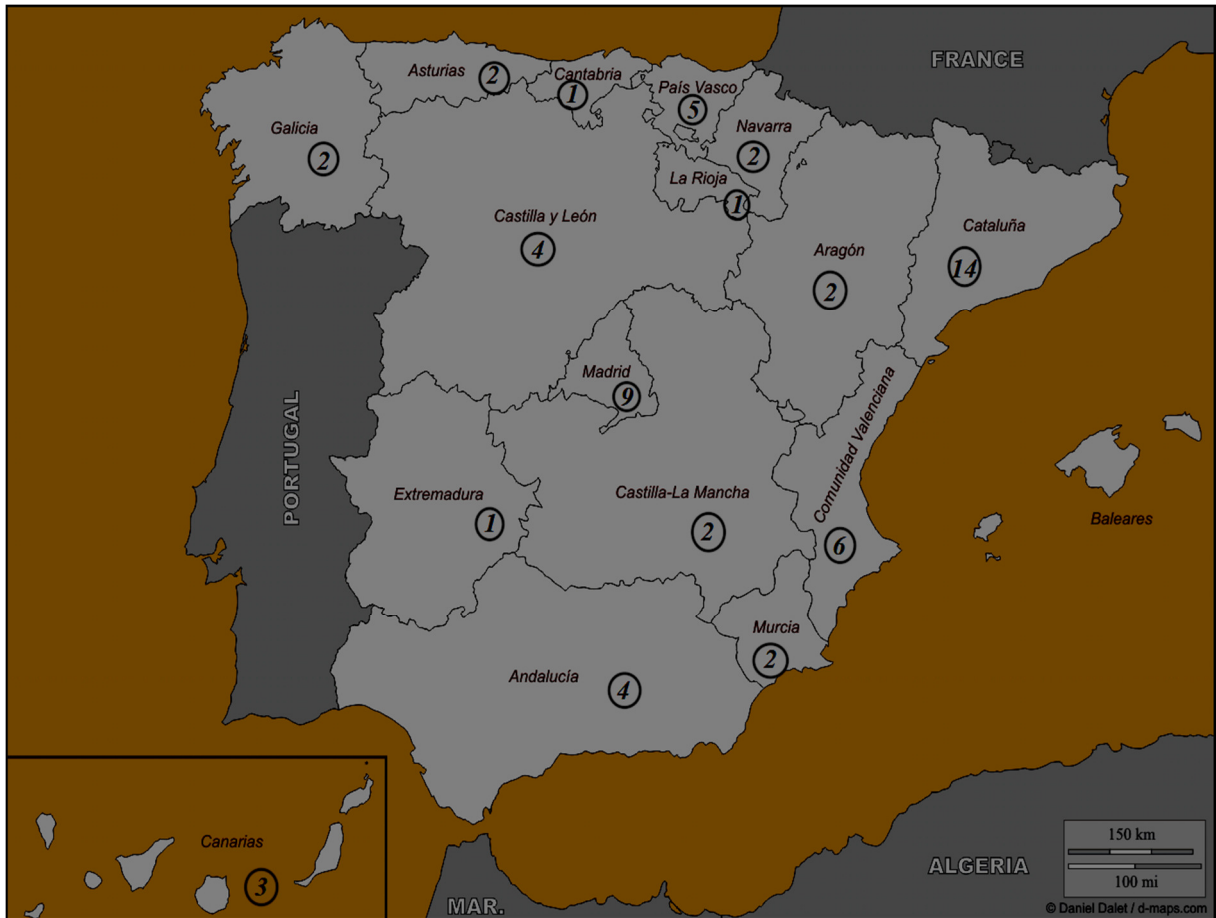 FRANCE
Asturias
2
Cantabria
1
País Vasco
5
Galicia
2
Navarra
2
La Rioja
1
Castilla y León
4
Aragón
2
Cataluña
14
Madrid
9
PORTUGAL
Comunidad Valenciana
6
Extremadura
1
Castilla-La Mancha
2
Baleares
Murcia
2
Andalucía
4
Canarias
3
MAR.
ALGERIA
150 km
100 mi
© Daniel Dalet / d-maps.com